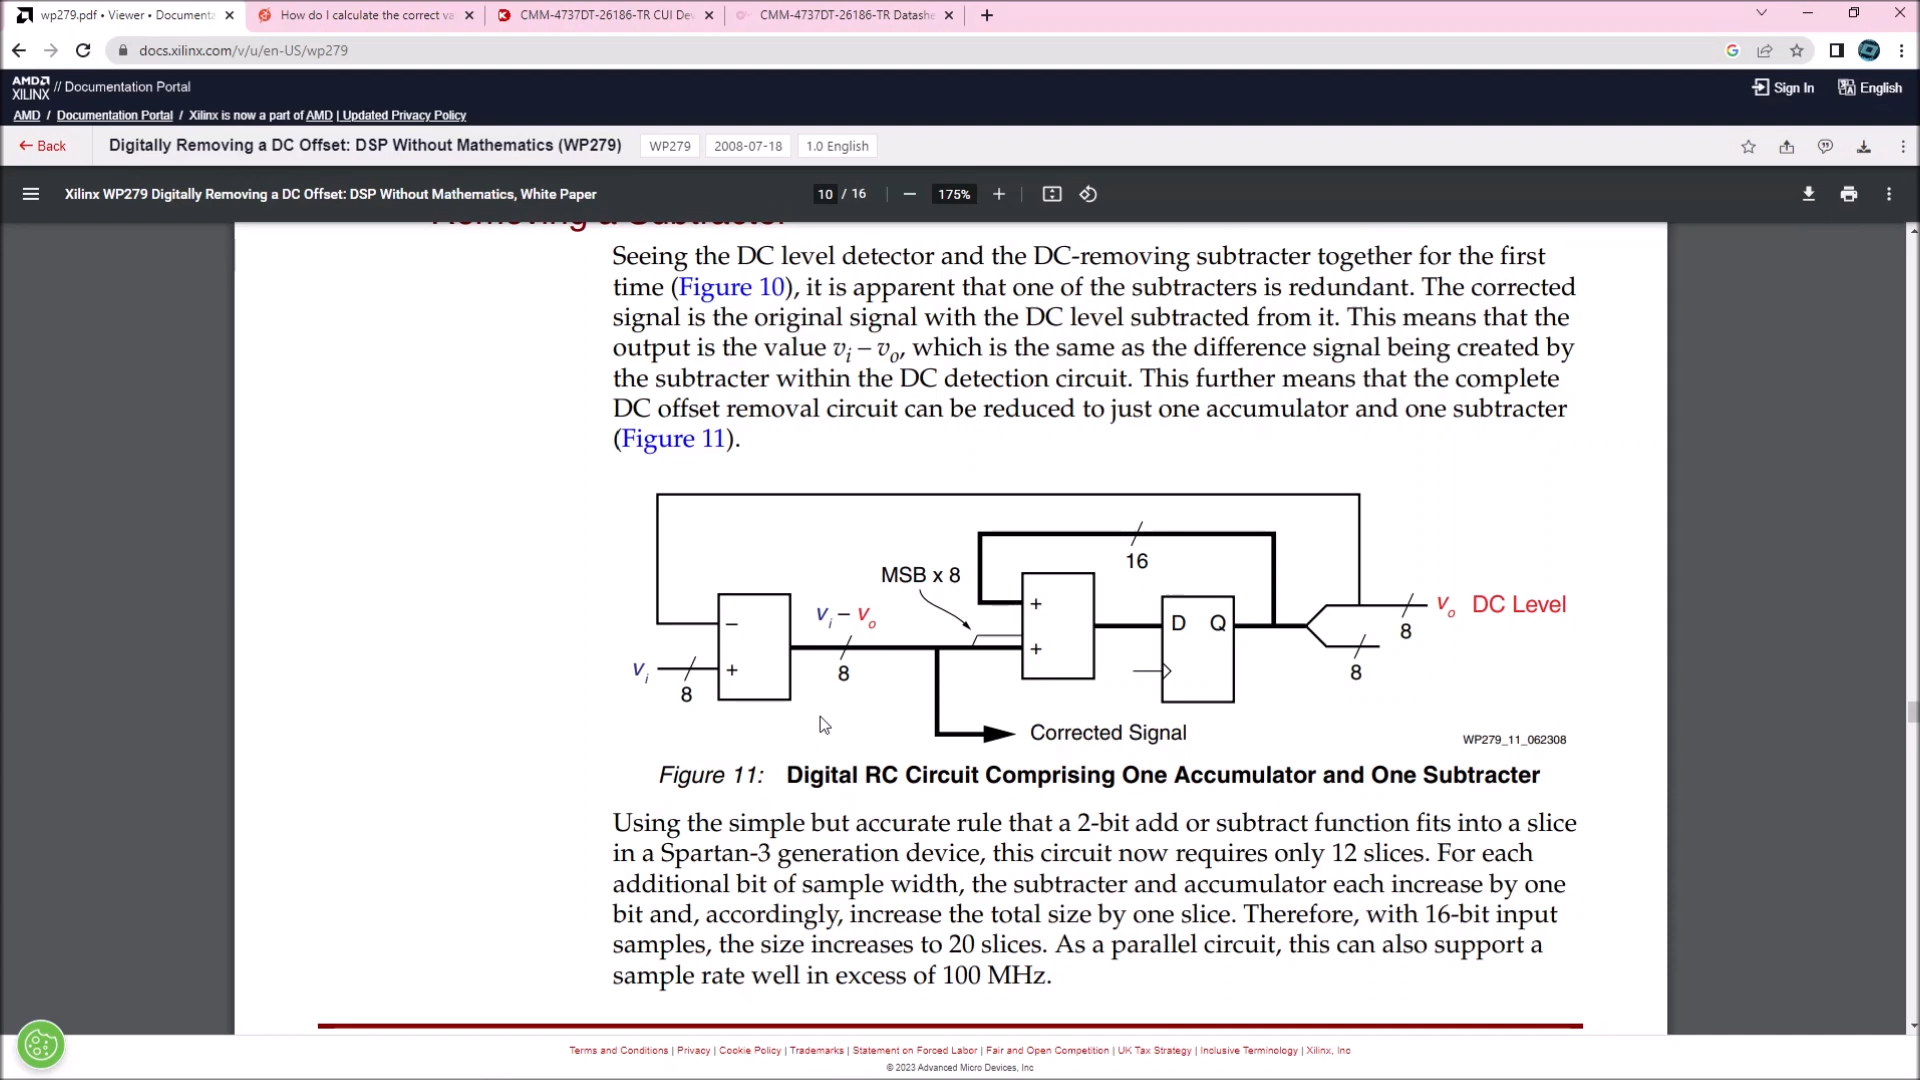 wp279.pdf • Viewer • Documenta
How do I calculate the correct va
CMM-4737DT-26186-TR CUI Dev
CMM-4737DT-26186-TR Datashe
docs.xilinx.com/v/u/en-US/wp279
AMD XILINX // Documentation Portal
Sign In
English
AMD / Documentation Portal / Xilinx is now a part of AMD | Updated Privacy Policy
Back
Digitally Removing a DC Offset: DSP Without Mathematics (WP279)
WP279
2008-07-18
1.0 English
Xilinx WP279 Digitally Removing a DC Offset: DSP Without Mathematics, White Paper
10 / 16
175%
Removing a Subtracter
Seeing the DC level detector and the DC-removing subtracter together for the first
time (Figure 10), it is apparent that one of the subtracters is redundant. The corrected
signal is the original signal with the DC level subtracted from it. This means that the
output is the value vi – vo, which is the same as the difference signal being created by
the subtracter within the DC detection circuit. This further means that the complete
DC offset removal circuit can be reduced to just one accumulator and one subtracter
(Figure 11).
16
MSB x 8
vi – vo
–
+
+
+
D Q
vo DC Level
8
8
vi
8
8
Corrected Signal
WP279_11_062308
Figure 11: Digital RC Circuit Comprising One Accumulator and One Subtracter
Using the simple but accurate rule that a 2-bit add or subtract function fits into a slice
in a Spartan-3 generation device, this circuit now requires only 12 slices. For each
additional bit of sample width, the subtracter and accumulator each increase by one
bit and, accordingly, increase the total size by one slice. Therefore, with 16-bit input
samples, the size increases to 20 slices. As a parallel circuit, this can also support a
sample rate well in excess of 100 MHz.
Terms and Conditions | Privacy | Cookie Policy | Trademarks | Statement on Forced Labor | Fair and Open Competition | UK Tax Strategy | Inclusive Terminology | Xilinx, Inc
© 2023 Advanced Micro Devices, Inc